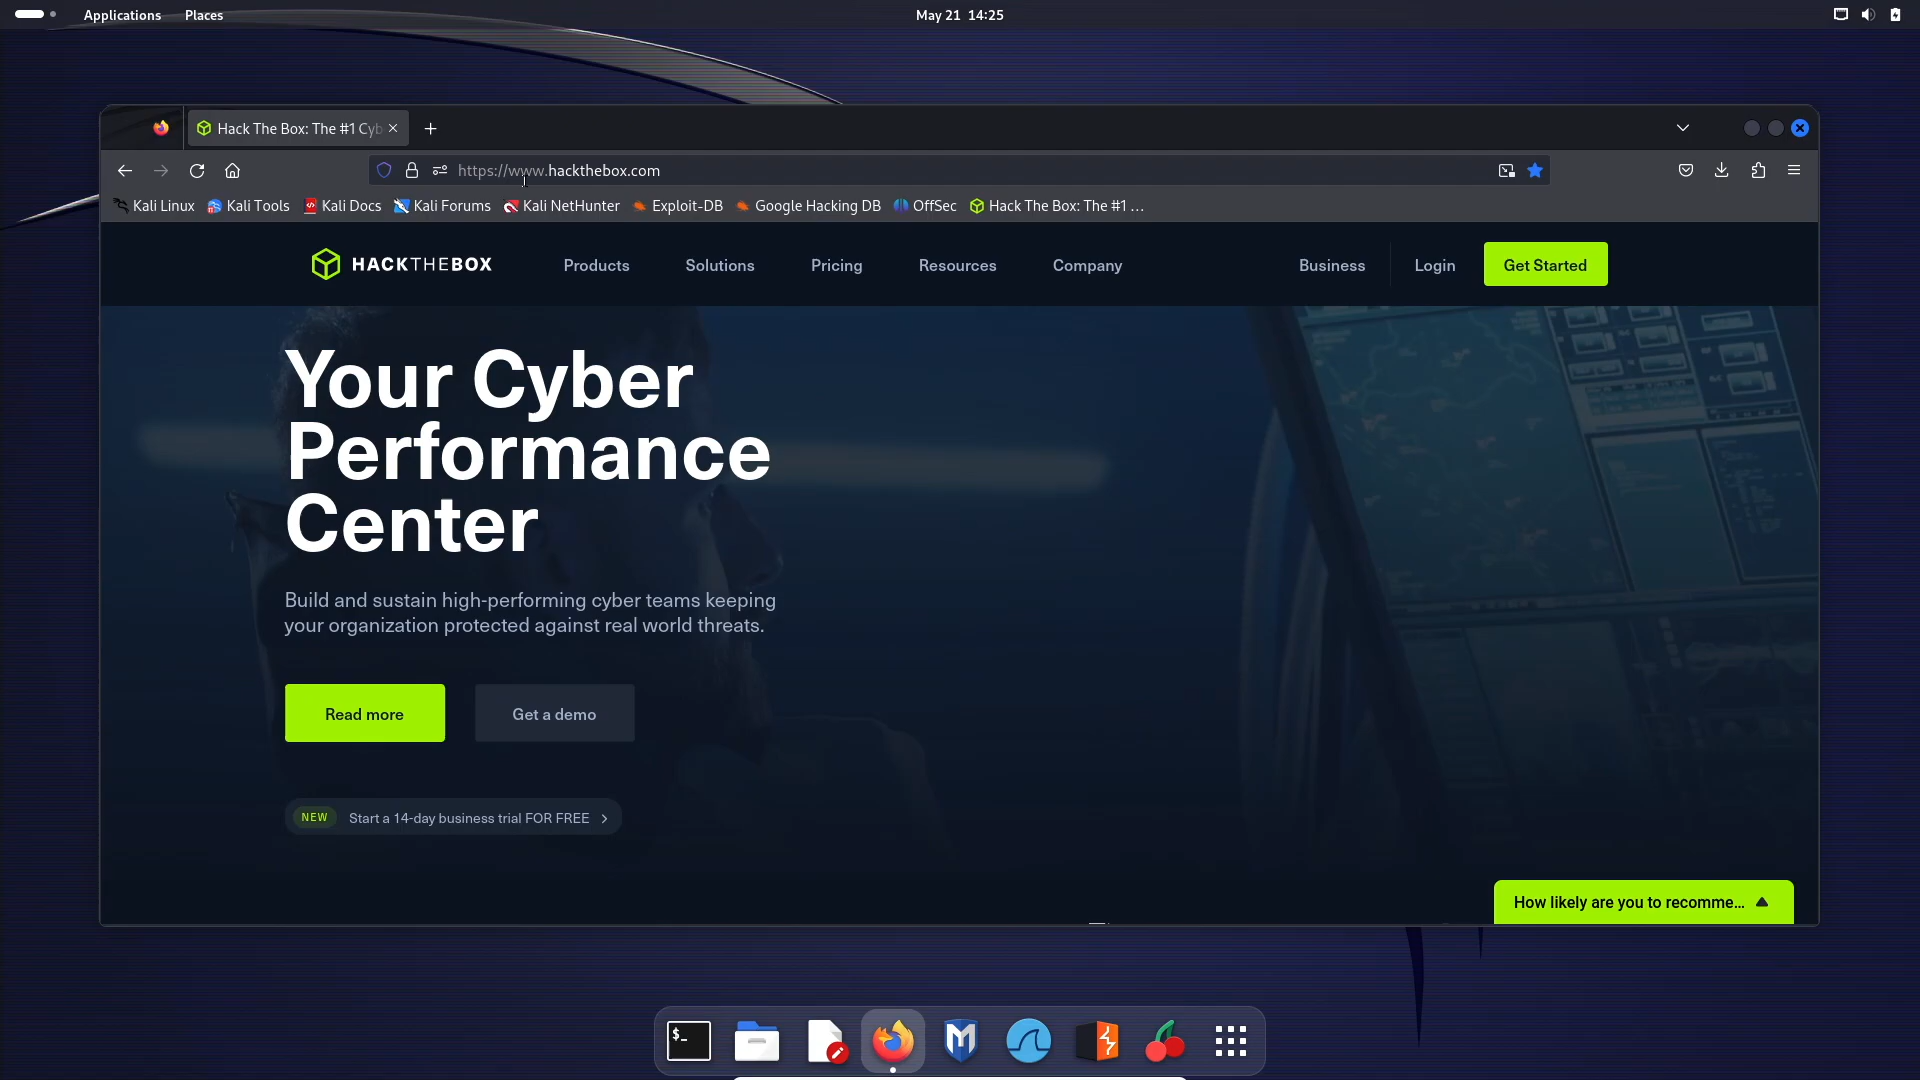 Applications Places May 21 14:25
Hack The Box: The #1 Cyb
https://www.hackthebox.com
Kali Linux Kali Tools Kali Docs Kali Forums Kali NetHunter Exploit-DB Google Hacking DB OffSec Hack The Box: The #1 …
HACKTHEBOX Products Solutions Pricing Resources Company Business Login Get Started
Your Cyber
Performance
Center
Build and sustain high-performing cyber teams keeping
your organization protected against real world threats.
Read more Get a demo
NEW Start a 14-day business trial FOR FREE
How likely are you to recomme...
$-
M